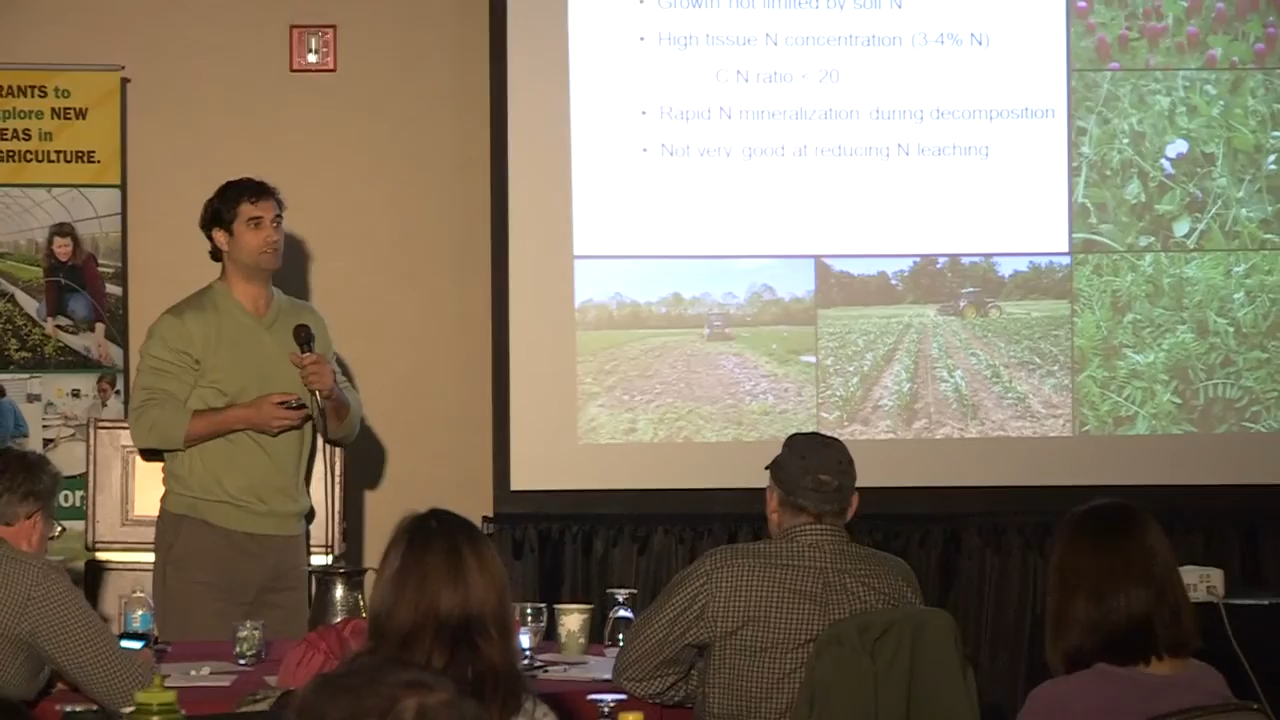 RANTS to
plore NEW
EAS in
GRICULTURE.
• Growth not limited by soil N
• High tissue N concentration (3-4% N)
C N ratio < 20
• Rapid N mineralization during decomposition
• Not very good at reducing N leaching
or